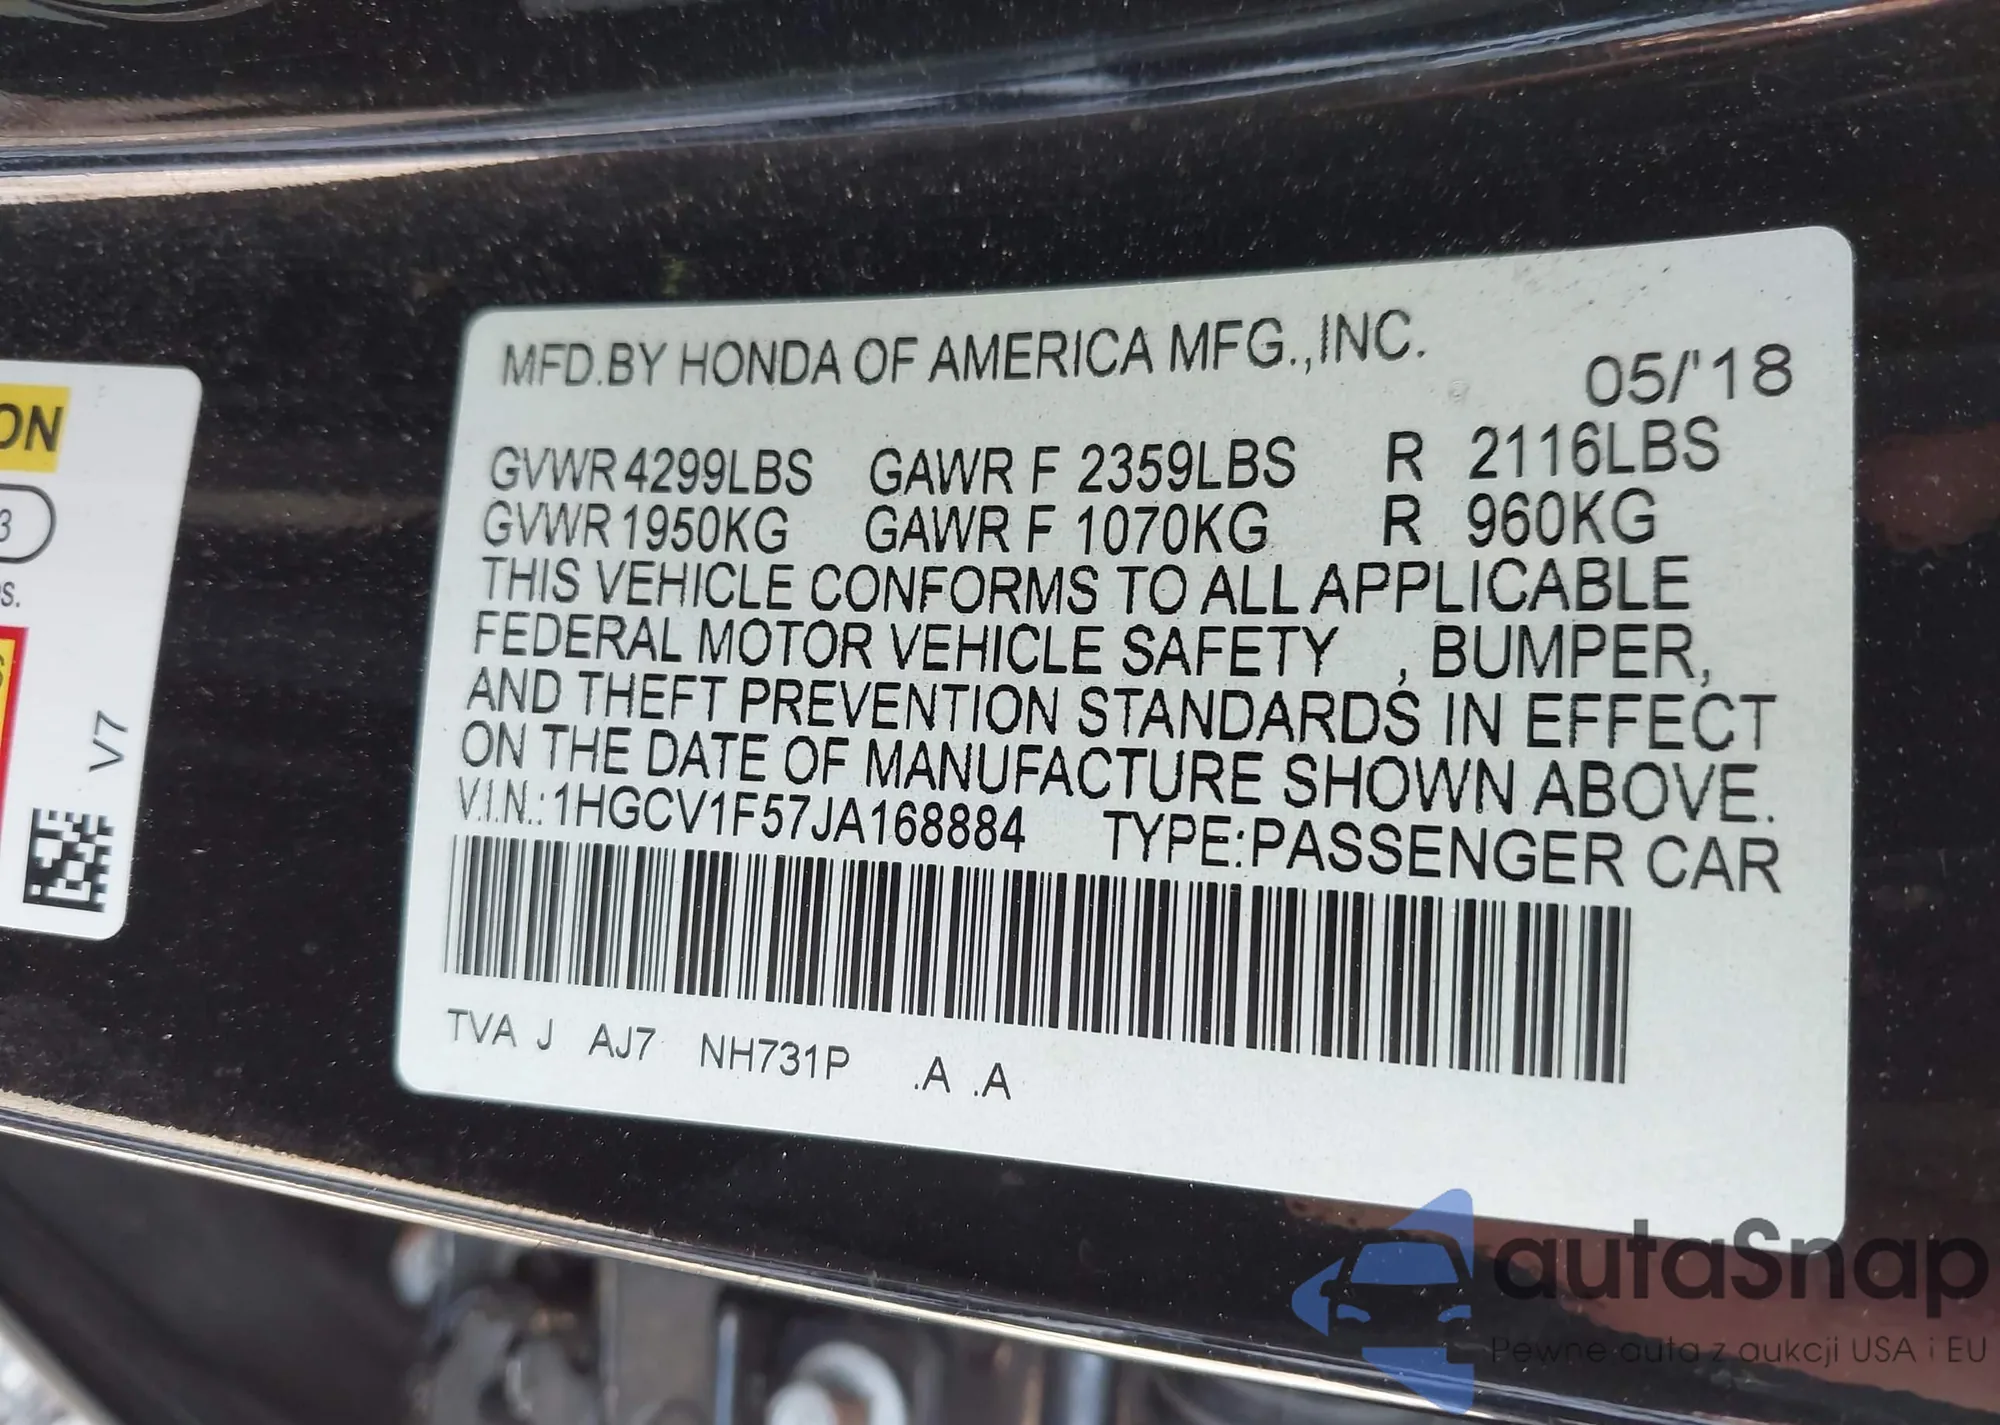 MFD.BY HONDA OF AMERICA MFG.,INC.
05/'18
GVWR 4299LBS GAWR F 2359LBS R 2116LBS
GVWR 1950KG GAWR F 1070KG R 960KG
THIS VEHICLE CONFORMS TO ALL APPLICABLE
FEDERAL MOTOR VEHICLE SAFETY , BUMPER,
AND THEFT PREVENTION STANDARDS IN EFFECT
ON THE DATE OF MANUFACTURE SHOWN ABOVE.
V.I.N.: 1HGCV1F57JA168884 TYPE:PASSENGER CAR
TVA J AJ7 NH731P .A .A
V7
autaSnap
Pewne auta z aukcji USA i EU